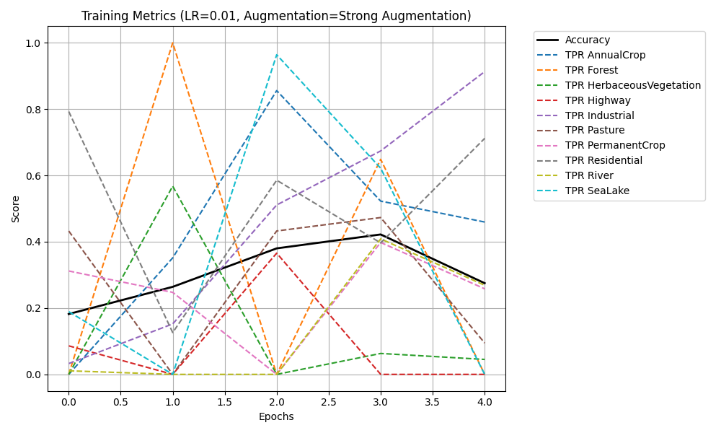 Training Metrics (LR=0.01, Augmentation=Strong Augmentation)
Score
1.0
0.8
0.6
0.4
0.2
0.0
0.0 0.5 1.0 1.5 2.0 2.5 3.0 3.5 4.0
Epochs
Accuracy
TPR AnnualCrop
TPR Forest
TPR HerbaceousVegetation
TPR Highway
TPR Industrial
TPR Pasture
TPR PermanentCrop
TPR Residential
TPR River
TPR SeaLake